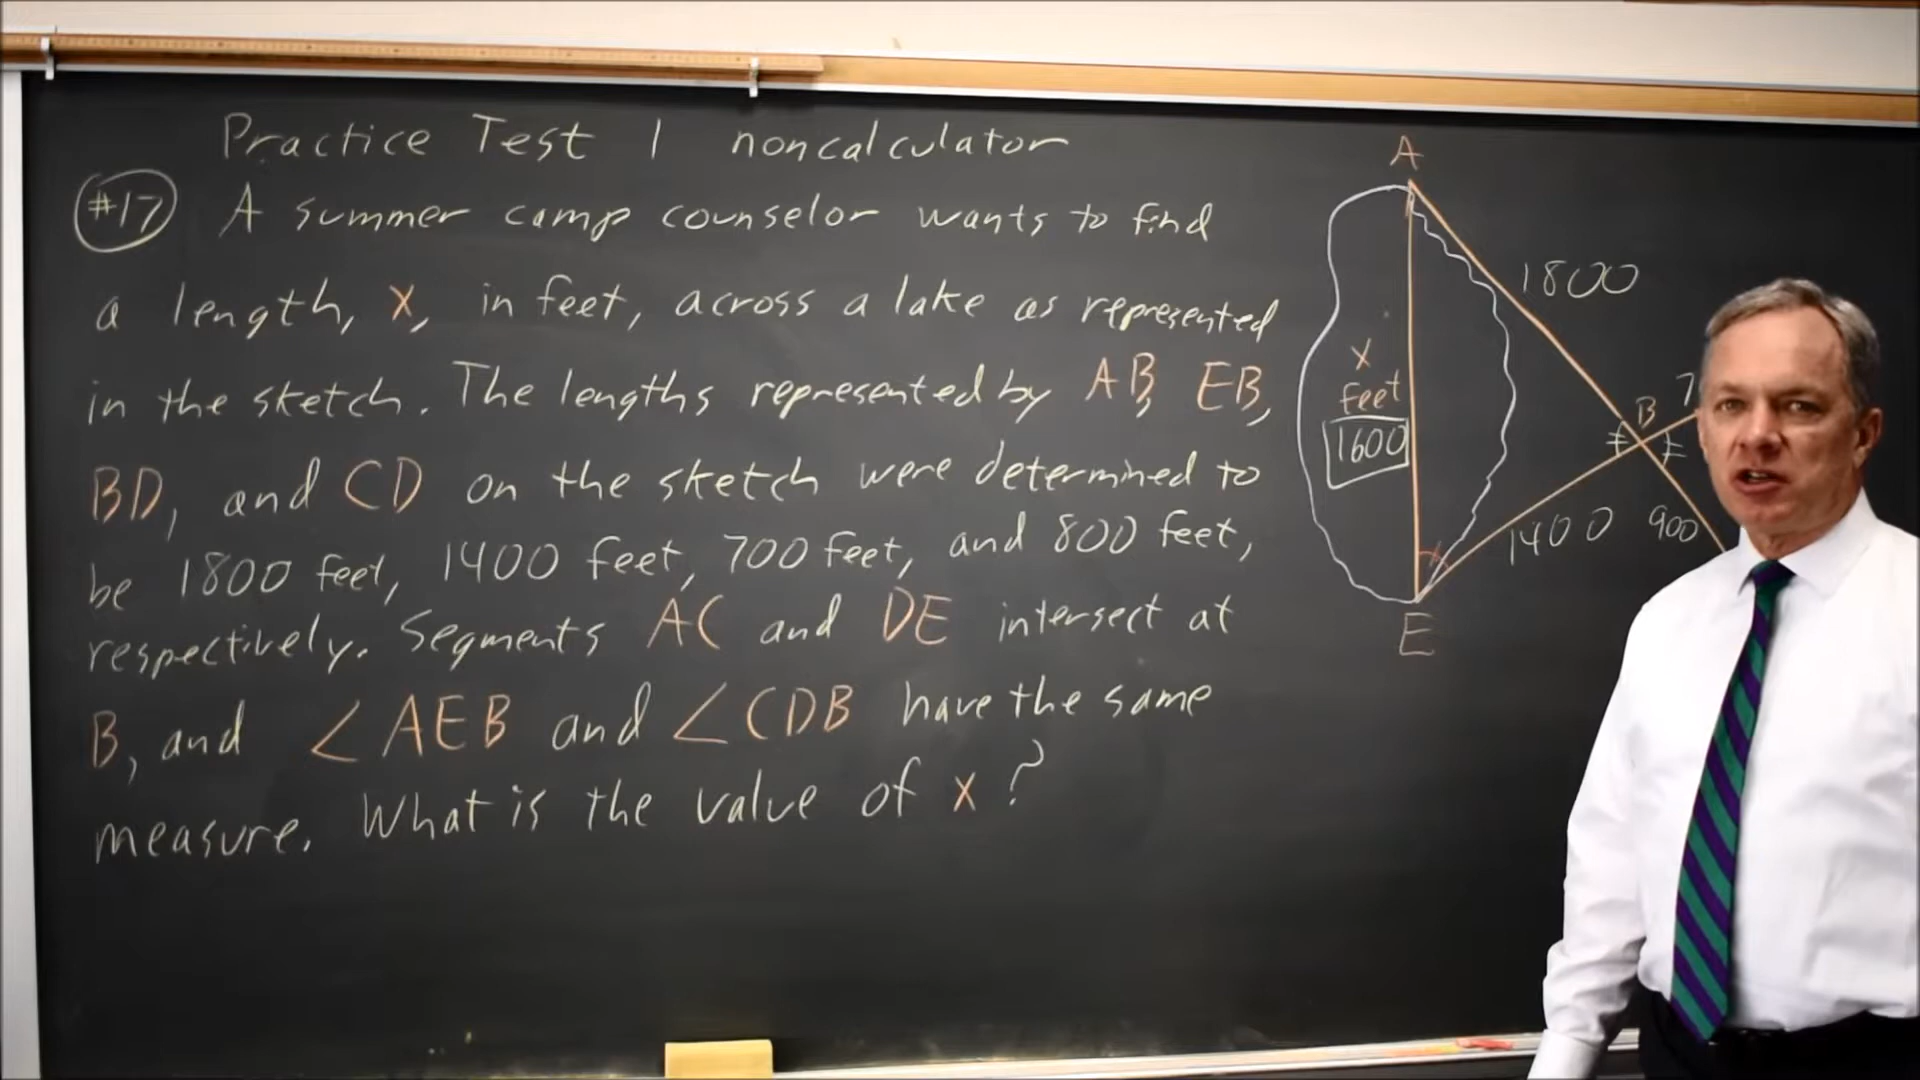 Practice Test 1 noncalculator
#17 A summer camp counselor wants to find
a length, x, in feet, across a lake as represented
in the sketch. The lengths represented by AB, EB,
BD, and CD on the sketch were determined to
be 1800 feet, 1400 feet, 700 feet, and 800 feet,
respectively. Segments AC and DE intersect at
B, and ∠AEB and ∠CDB have the same
measure. What is the value of x?
A
1800
x
feet
1600
B
7
1400
900
E